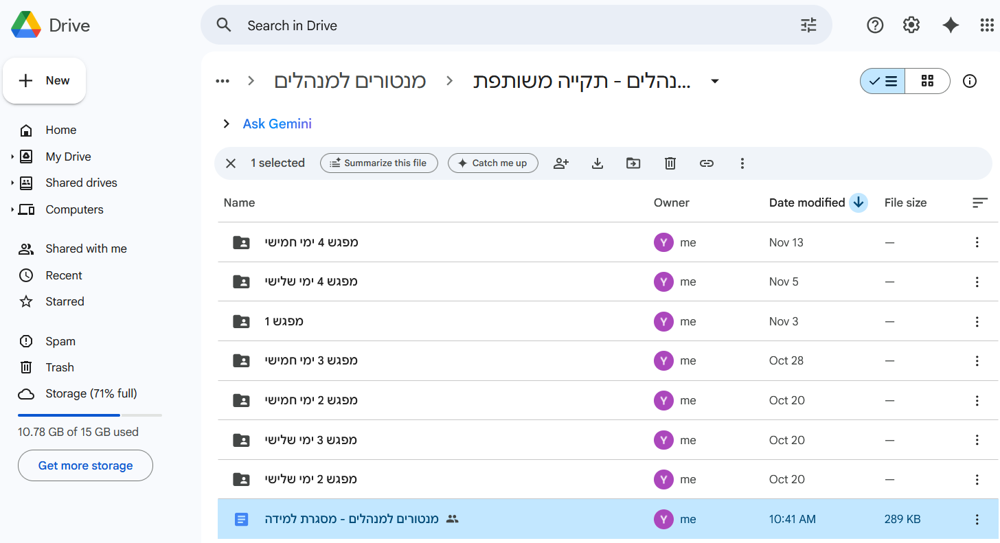 Drive
Search in Drive
New
... > מנטורים למנהלים > ...נהלים - תקייה משותפת
Ask Gemini
1 selected Summarize this file Catch me up
Home
My Drive
Shared drives
Computers
Shared with me
Recent
Starred
Spam
Trash
Storage (71% full)
10.78 GB of 15 GB used
Get more storage
Name Owner Date modified File size
מפגש 4 ימי חמישי Y me Nov 13 —
מפגש 4 ימי שלישי Y me Nov 5 —
מפגש 1 Y me Nov 3 —
מפגש 3 ימי חמישי Y me Oct 28 —
מפגש 2 ימי חמישי Y me Oct 20 —
מפגש 3 ימי שלישי Y me Oct 20 —
מפגש 2 ימי שלישי Y me Oct 20 —
מנטורים למנהלים - מסגרת למידה Y me 10:41 AM 289 KB